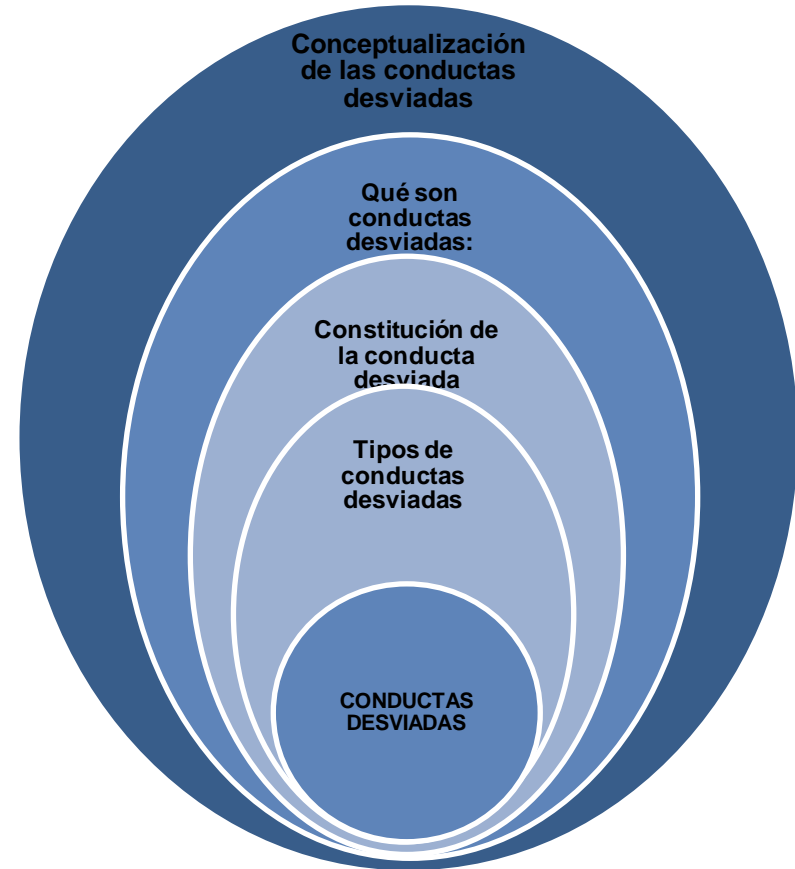 Conceptualización
de las conductas
desviadas
Qué son
conductas
desviadas:
Constitución de
la conducta
desviada
Tipos de
conductas
desviadas
CONDUCTAS
DESVIADAS